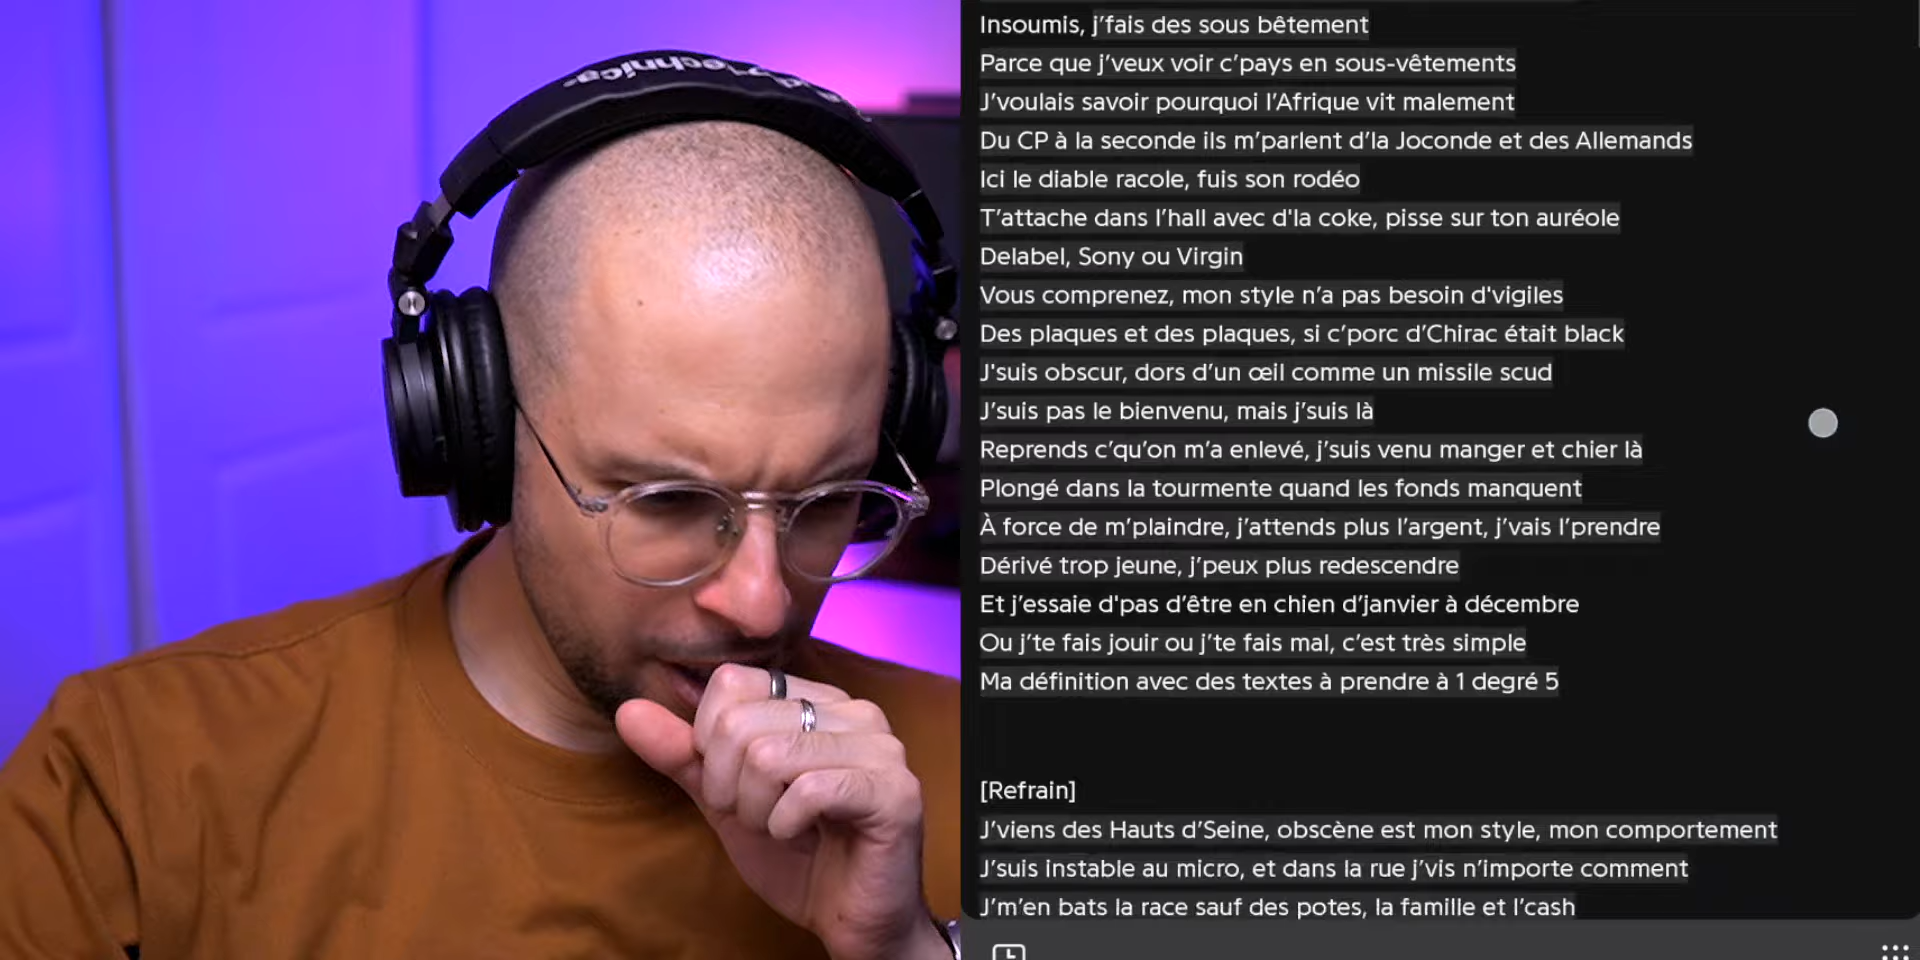 audio-technica
Insoumis, j’fais des sous bêtement
Parce que j’veux voir c’pays en sous-vêtements
J’voulais savoir pourquoi l’Afrique vit malement
Du CP à la seconde ils m’parlent d’la Joconde et des Allemands
Ici le diable racole, fuis son rodéo
T’attache dans l’hall avec d'la coke, pisse sur ton auréole
Delabel, Sony ou Virgin
Vous comprenez, mon style n’a pas besoin d'vigiles
Des plaques et des plaques, si c’porc d’Chirac était black
J'suis obscur, dors d’un œil comme un missile scud
J’suis pas le bienvenu, mais j’suis là
Reprends c’qu’on m’a enlevé, j’suis venu manger et chier là
Plongé dans la tourmente quand les fonds manquent
À force de m’plaindre, j’attends plus l’argent, j’vais l’prendre
Dérivé trop jeune, j’peux plus redescendre
Et j’essaie d'pas d’être en chien d’janvier à décembre
Ou j’te fais jouir ou j’te fais mal, c’est très simple
Ma définition avec des textes à prendre à 1 degré 5
[Refrain]
J’viens des Hauts d’Seine, obscène est mon style, mon comportement
J’suis instable au micro, et dans la rue j’vis n’importe comment
J’m’en bats la race sauf des potes, la famille et l’cash